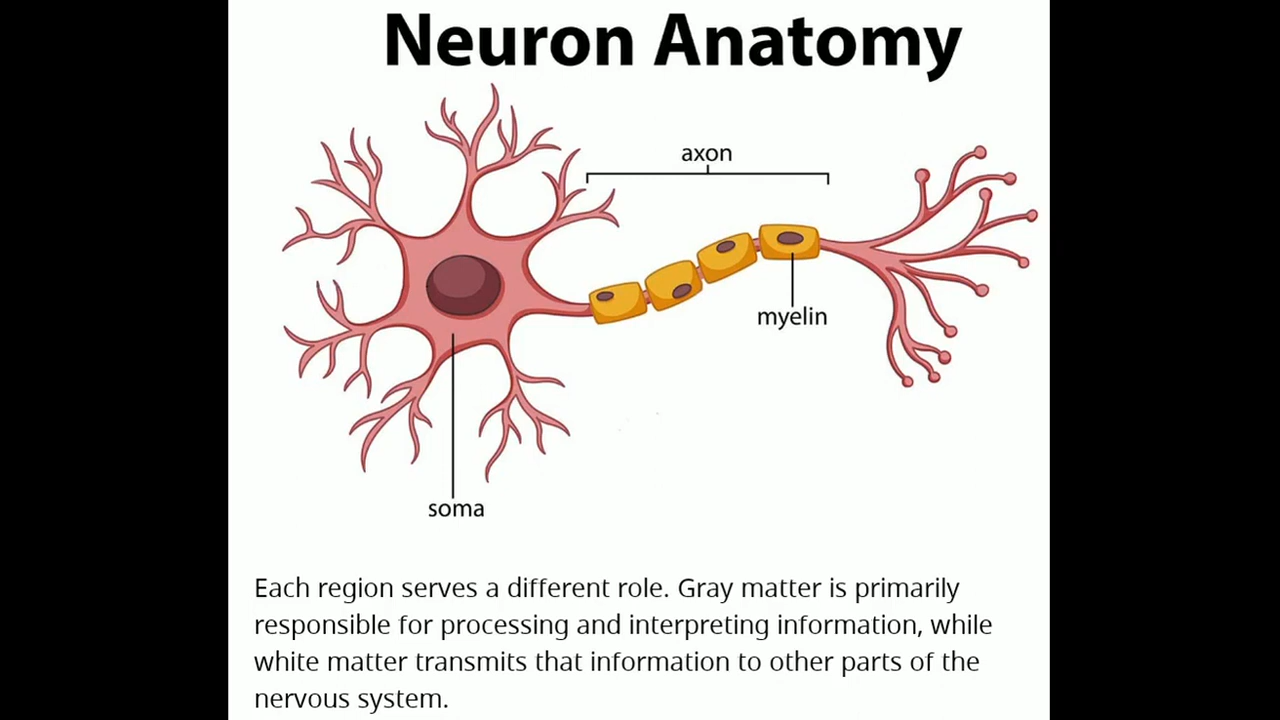 Neuron Anatomy
axon
myelin
soma
Each region serves a different role. Gray matter is primarily
responsible for processing and interpreting information, while
white matter transmits that information to other parts of the
nervous system.